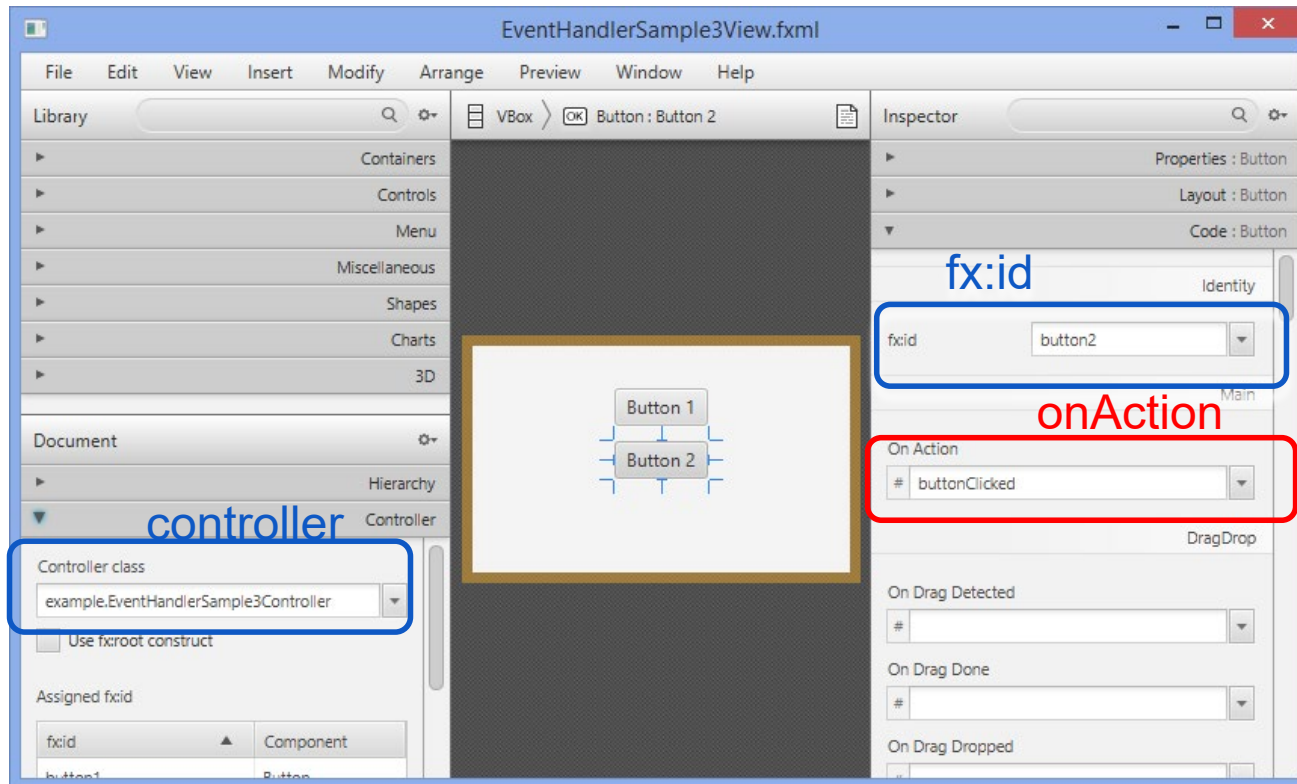 EventHandlerSample3View.fxml
File Edit View Insert Modify Arrange Preview Window Help
Library
Containers
Controls
Menu
Miscellaneous
Shapes
Charts
3D
Document
Hierarchy
controller
Controller
Controller class
example.EventHandlerSample3Controller
Use fx:root construct
Assigned fx:id
fx:id Component
button1 Button
VBox OK Button : Button 2
Button 1
Button 2
Inspector
Properties : Button
Layout : Button
Code : Button
fx:id
Identity
fx:id button2
Main
onAction
On Action
# buttonClicked
DragDrop
On Drag Detected
#
On Drag Done
#
On Drag Dropped
#